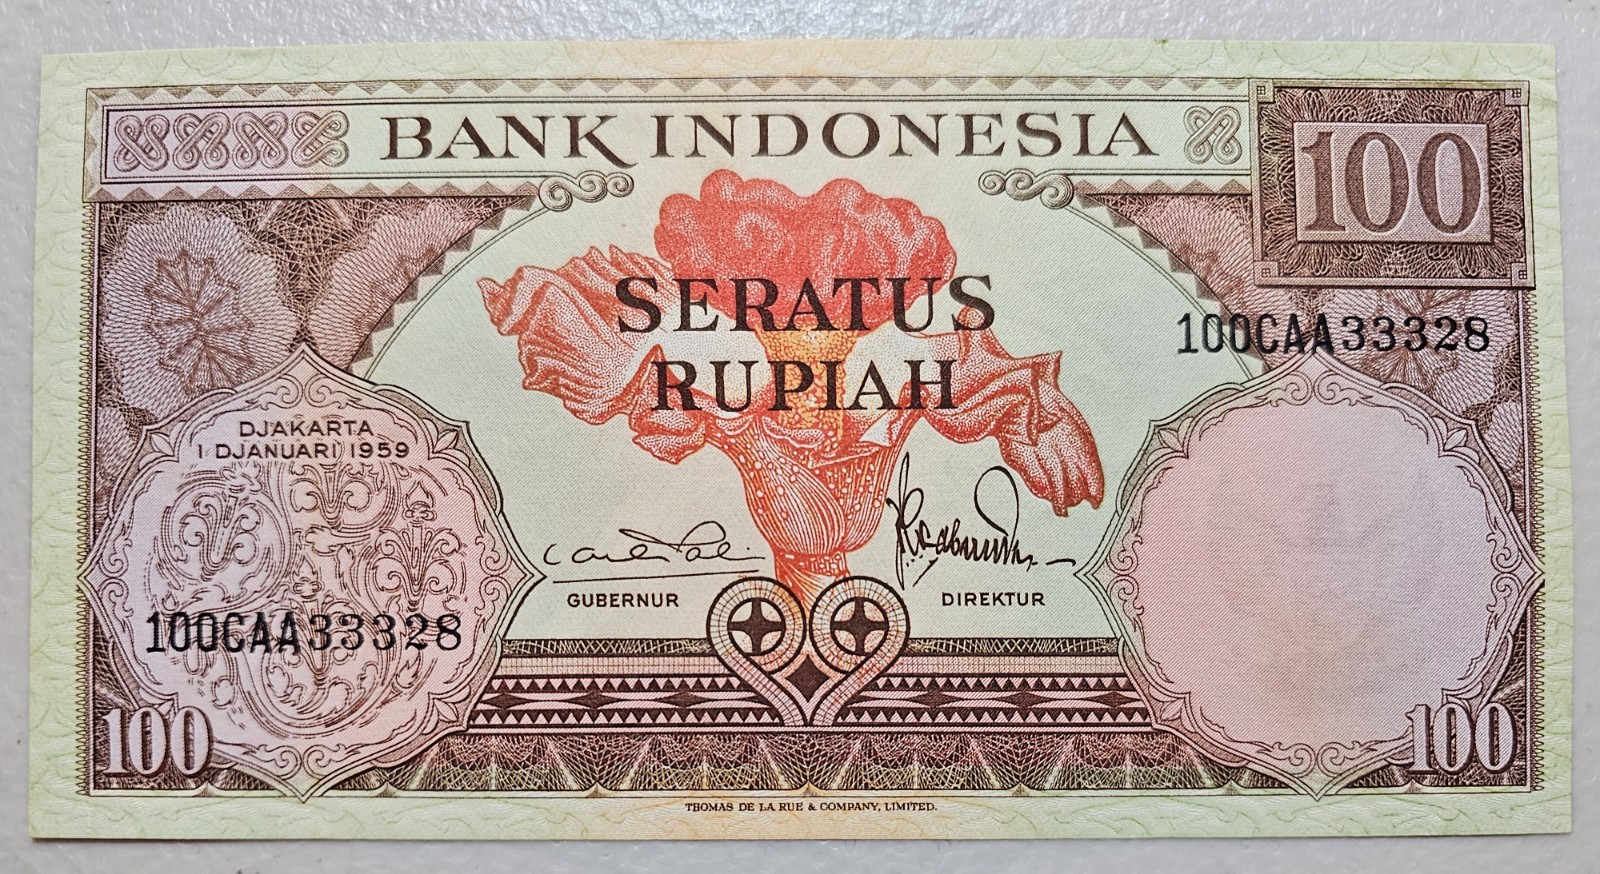 BANK INDONESIA
100
SERATUS
RUPIAH
100CAA33328
DJAKARTA
1 DJANUARI 1959
GUBERNUR
DIREKTUR
100CAA33328
100
100
THOMAS DE LA RUE & COMPANY, LIMITED.